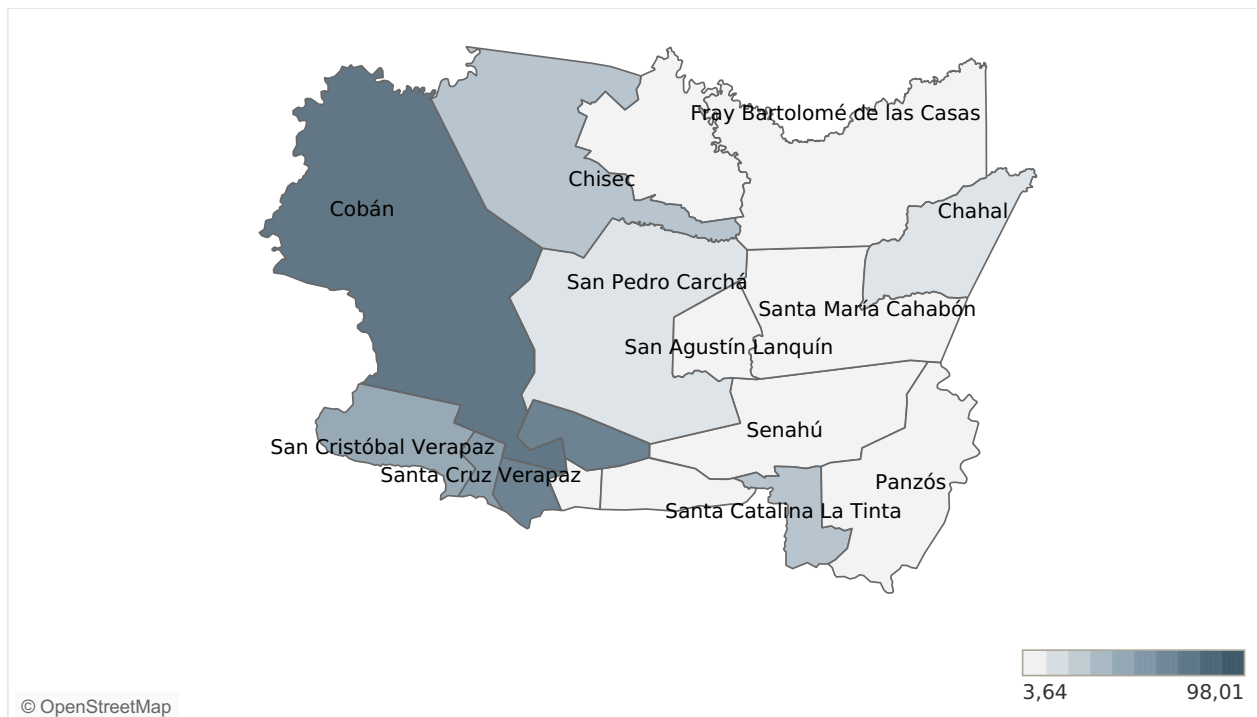 Fray Bartolomé de las Casas
Chisec
Cobán
Chahal
San Pedro Carchá
Santa María Cahabón
San Agustín Lanquín
Senahú
San Cristóbal Verapaz
Santa Cruz Verapaz
Panzós
Santa Catalina La Tinta
3,64 98,01
© OpenStreetMap